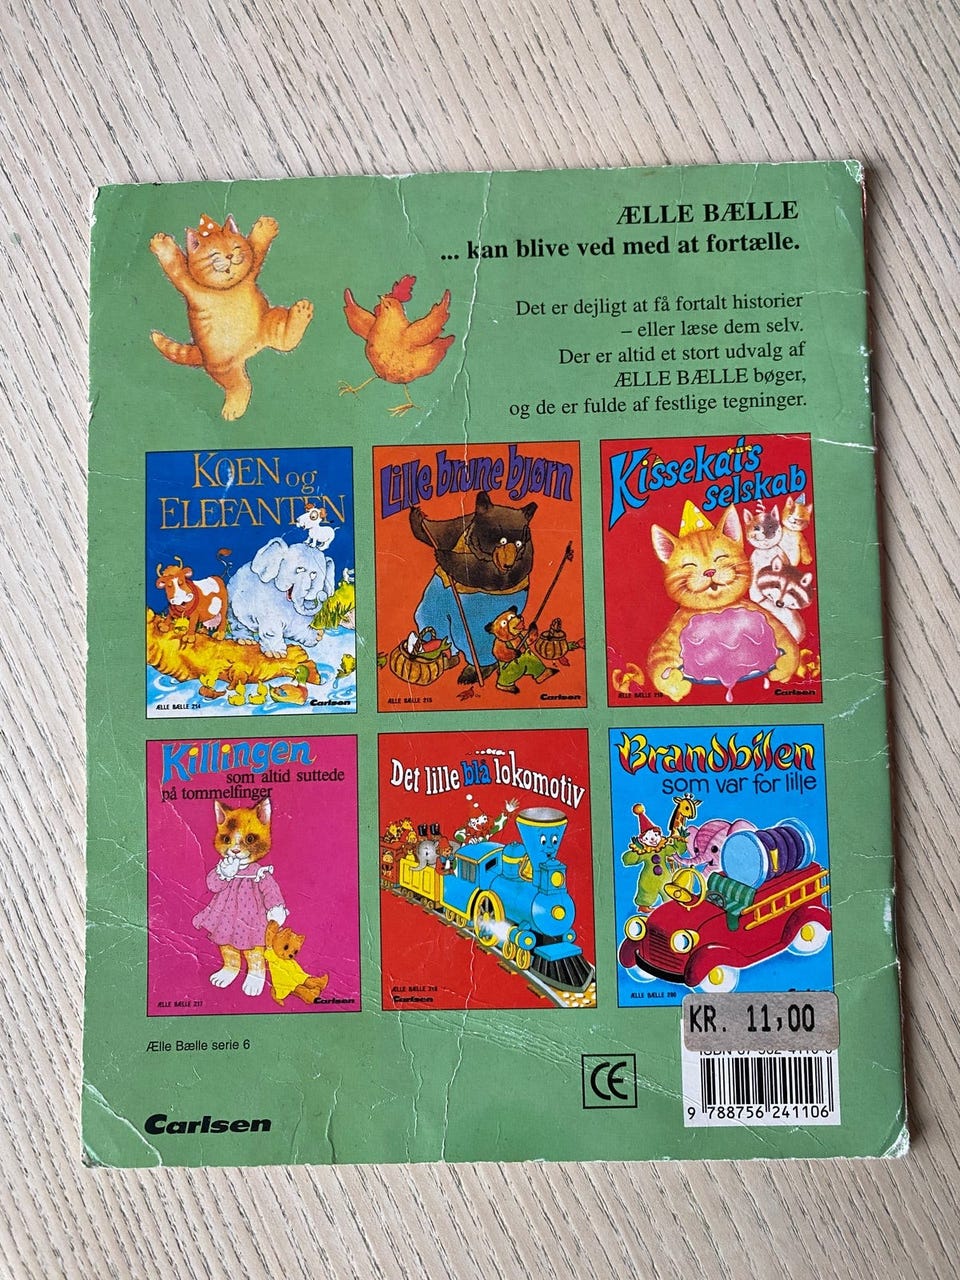 ÆLLE BÆLLE
... kan blive ved med at fortælle.
Det er dejligt at få fortalt historier
– eller læse dem selv.
Der er altid et stort udvalg af
ÆLLE BÆLLE bøger,
og de er fulde af festlige tegninger.
KOEN og
ELEFANTEN
ÆLLE BÆLLE 214
Carlsen
Lille brune bjørn
ÆLLE BÆLLE 215
Carlsen
Kissekats
selskab
ÆLLE BÆLLE
Carlsen
Killingen
som altid suttede
på tommelfinger
ÆLLE BÆLLE 217
Carlsen
Det lille blå lokomotiv
ÆLLE BÆLLE 218
Carlsen
Brandbilen
som var for lille
ÆLLE BÆLLE
KR. 11,00
Ælle Bælle serie 6
CE
9 788756 241106
Carlsen